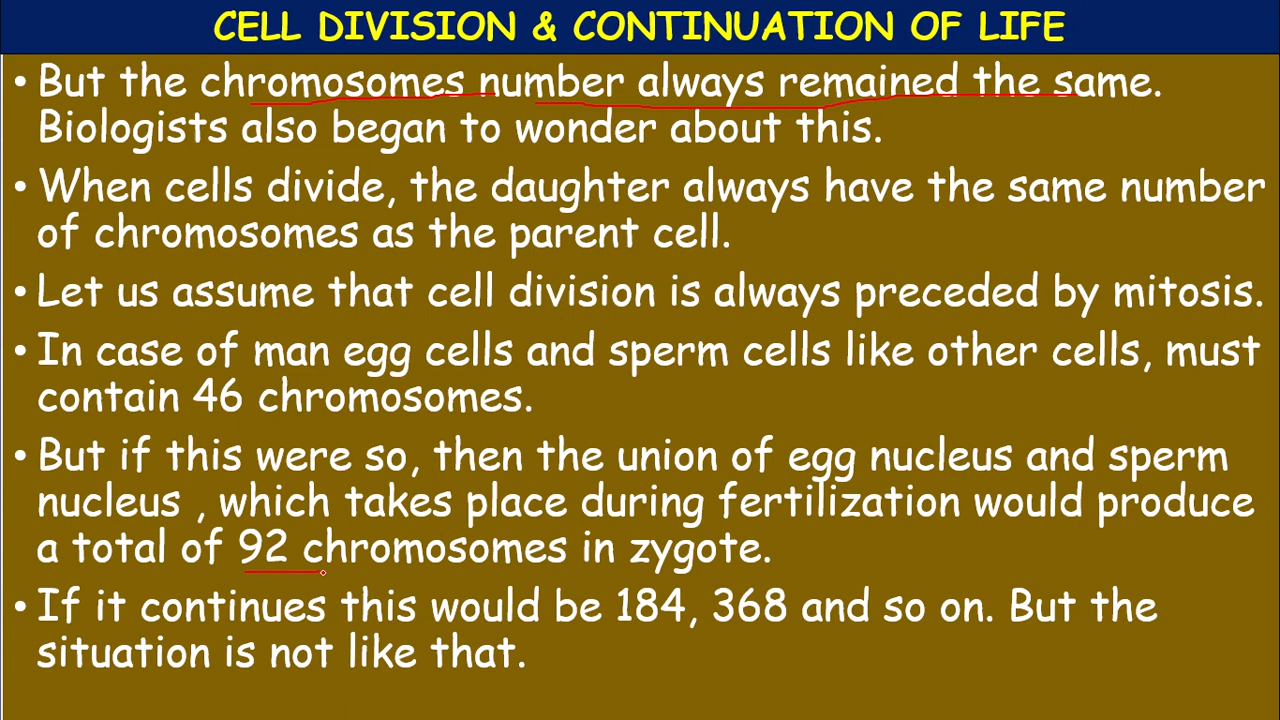 CELL DIVISION & CONTINUATION OF LIFE
• But the chromosomes number always remained the same.
Biologists also began to wonder about this.
• When cells divide, the daughter always have the same number
of chromosomes as the parent cell.
• Let us assume that cell division is always preceded by mitosis.
• In case of man egg cells and sperm cells like other cells, must
contain 46 chromosomes.
• But if this were so, then the union of egg nucleus and sperm
nucleus , which takes place during fertilization would produce
a total of 92 chromosomes in zygote.
• If it continues this would be 184, 368 and so on. But the
situation is not like that.